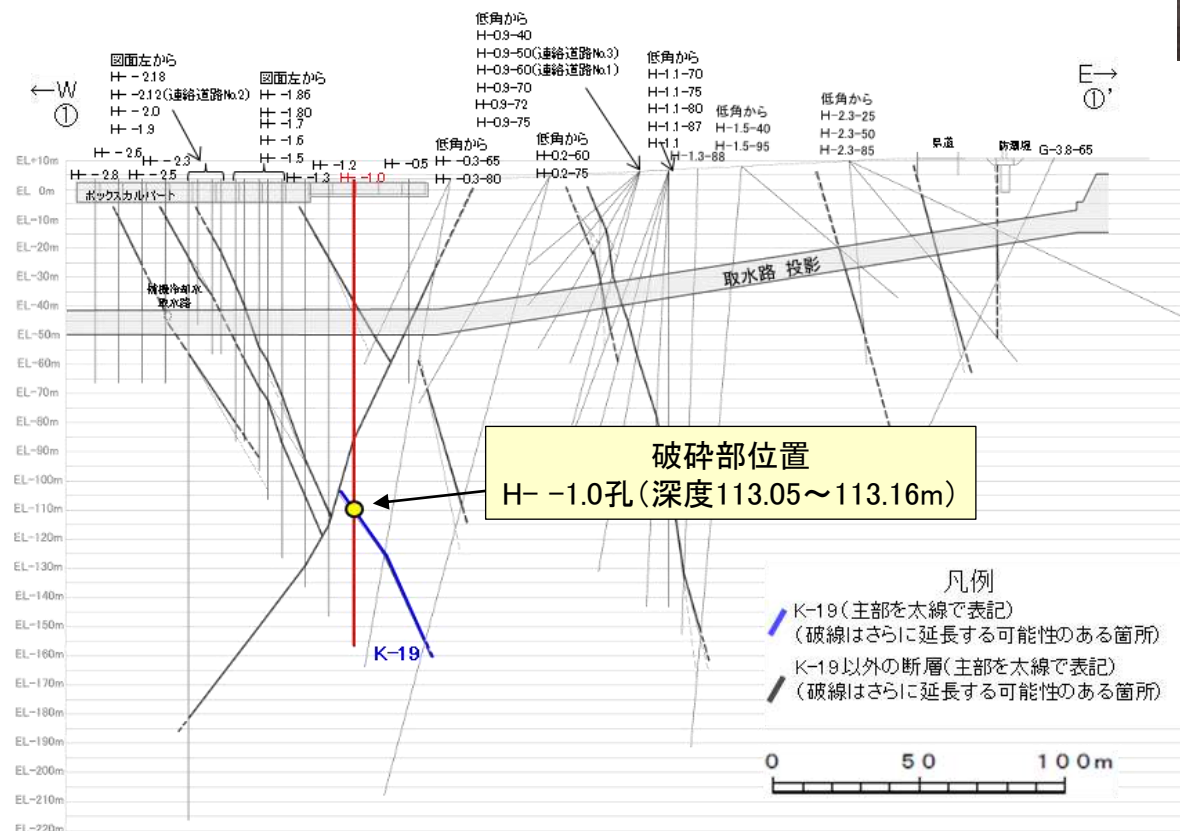 低角から
H-0.9-40
H-0.9-50(連絡道路No.3)
H-0.9-60(連絡道路No.1)
H-0.9-70
H-0.9-72
H-0.9-75
図面左から
H- -2.18
H- -2.12(連絡道路No.2)
H- -2.0
H- -1.9
図面左から
H- -1.86
H- -1.80
H- -1.7
H- -1.6
H- -1.5
低角から
H-1.1-70
H-1.1-75
H-1.1-80
H-1.1-87
H-1.1
←W
①
E→
①’
低角から
H-1.5-40
H-1.5-95
低角から
H-2.3-25
H-2.3-50
H-2.3-85
低角から
H-0.3-65
H-0.3-80
低角から
H-0.2-60
H-0.2-75
H-1.3-88
県道
防潮堤
G-3.8-65
H- -2.6
H- -2.3
H- -1.2
H- -0.5
H- -2.8
H- -2.5
H- -1.3
H- -1.0
ボックスカルバート
補機冷却水
取水路
取水路 投影
EL+10m
EL 0m
EL-10m
EL-20m
EL-30m
EL-40m
EL-50m
EL-60m
EL-70m
EL-80m
EL-90m
EL-100m
EL-110m
EL-120m
EL-130m
EL-140m
EL-150m
EL-160m
EL-170m
EL-180m
EL-190m
EL-200m
EL-210m
EL-220m
破砕部位置
H- -1.0孔(深度113.05～113.16m)
K-19
凡例
K-19(主部を太線で表記)
(破線はさらに延長する可能性のある箇所)
K-19以外の断層(主部を太線で表記)
(破線はさらに延長する可能性のある箇所)
0 50 100m